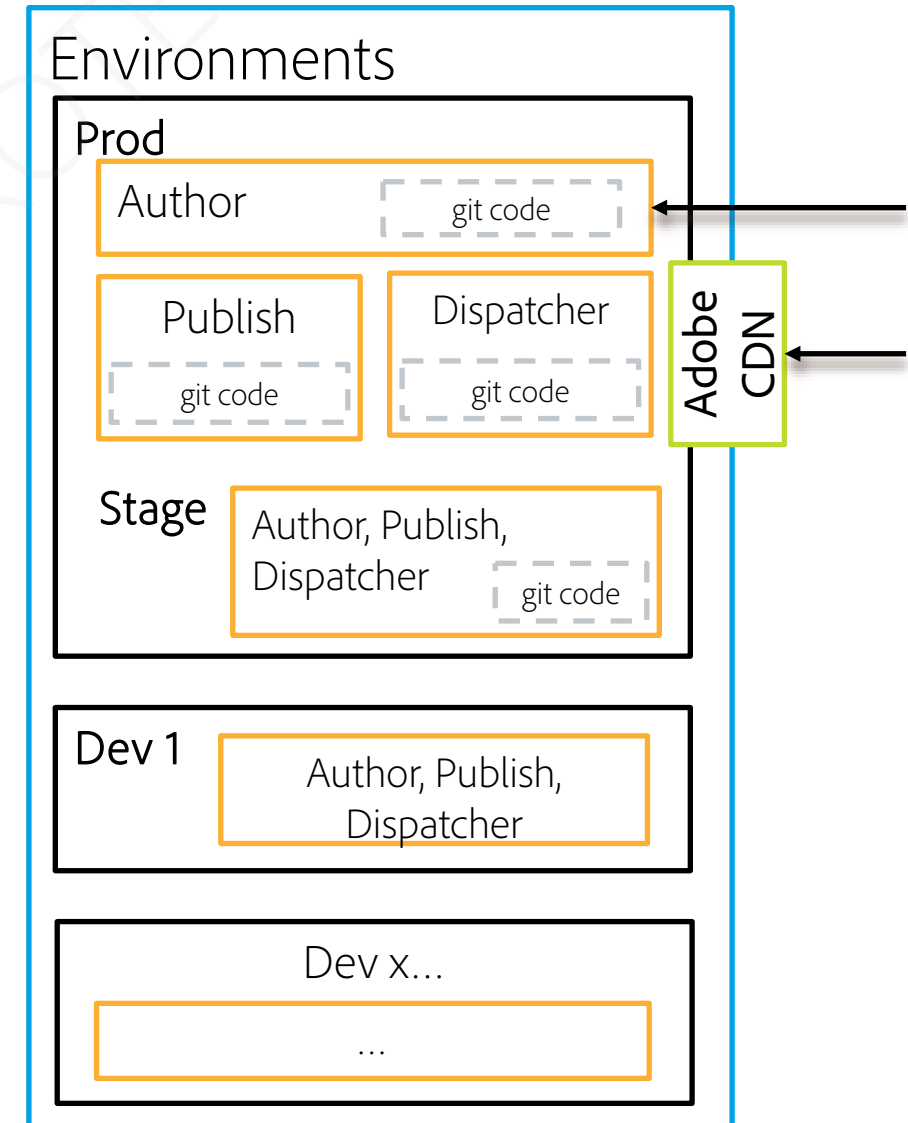 Environments
Prod
Author
git code
Publish
git code
Dispatcher
git code
Adobe
CDN
Stage
Author, Publish,
Dispatcher
git code
Dev 1
Author, Publish,
Dispatcher
Dev x...
...